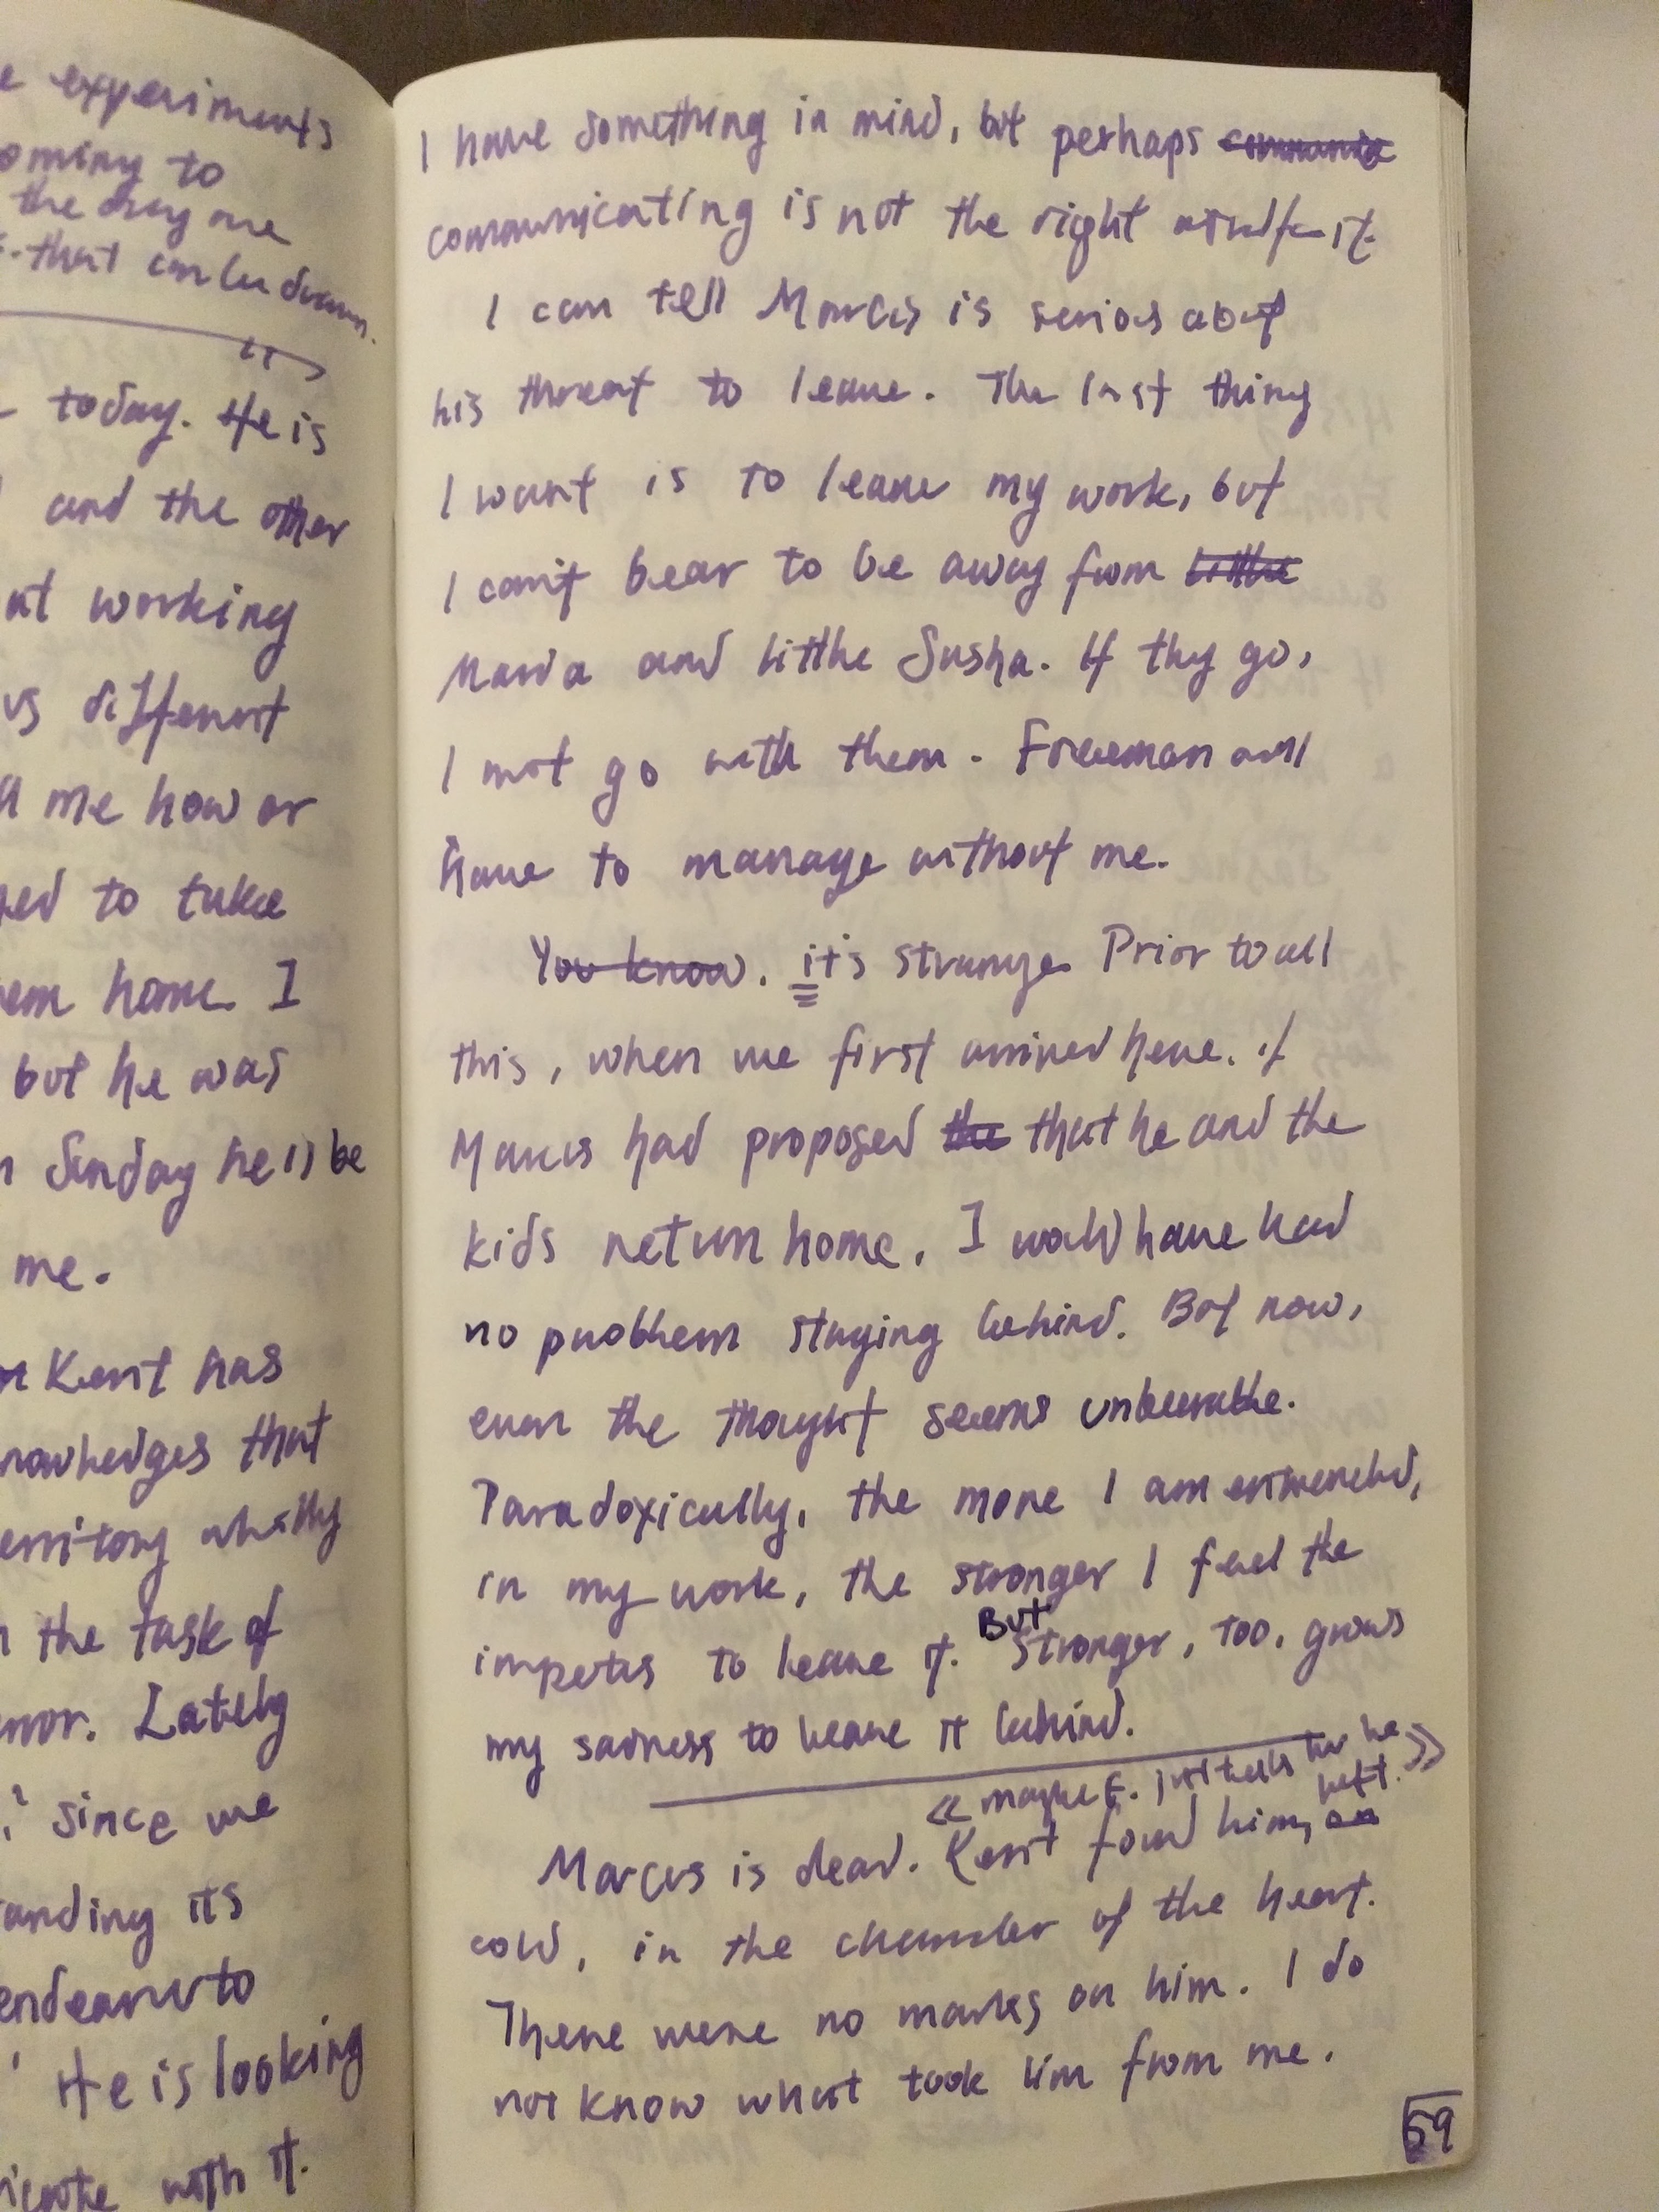 e experiments
oming to
the drug are
that can be drawn.
today. He is
and the other
at working
us different
me how or
ged to take
em home I
but he was
Sunday he'll be
me.
Kent has
nowledges that
erritory wholly
the task of
nor. Lately
since we
anding its
endeavor to
He is looking
icate with it.
I have something in mind, but perhaps
communicating is not the right word for it.
I can tell Marcus is serious about
his threat to leave. The last thing
I want is to leave my work, but
I can't bear to be away from little
Maria and little Sasha. If they go,
I must go with them. Freeman will
have to manage without me.
You know. it's strange. Prior to all
this, when we first arrived here, if
Marcus had proposed the that he and the
kids return home, I would have had
no problem staying behind. But now,
even the thought seems unbearable.
Paradoxically, the more I am entrenched,
in my work, the stronger I feel the
impetus to leave it. But stronger, too, grows
my sadness to leave it behind.
<< maybe F. just tells her he left. >>
Marcus is dead. Kent found him,
cold, in the chamber of the heart.
There were no marks on him. I do
not know what took him from me.
59